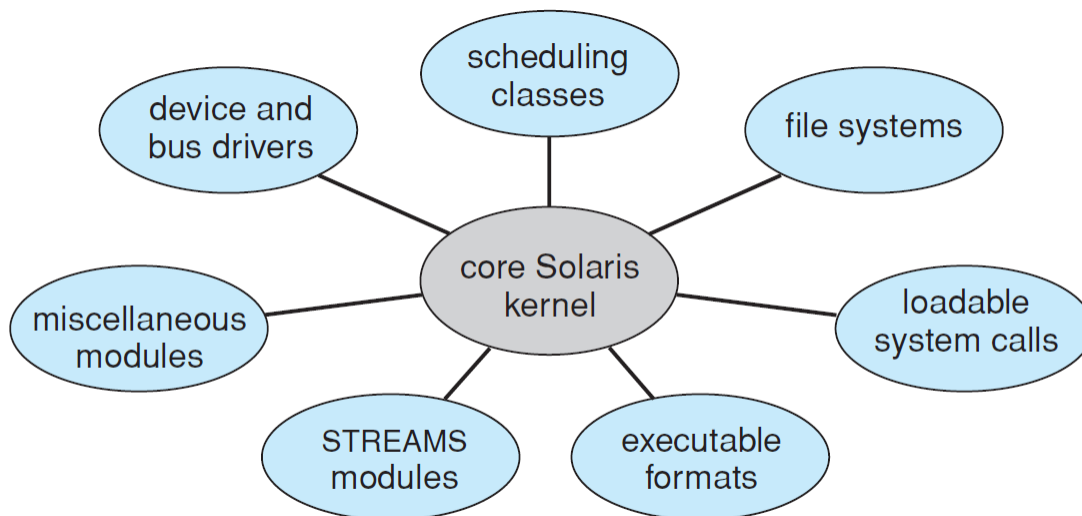 scheduling
classes
device and
bus drivers
file systems
core Solaris
kernel
miscellaneous
modules
loadable
system calls
STREAMS
modules
executable
formats